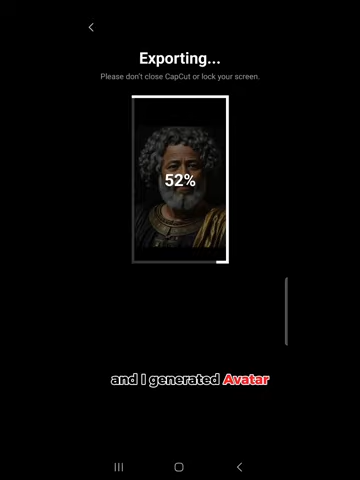 Exporting...
Please don't close CapCut or lock your screen.
52%
and I generated Avatar